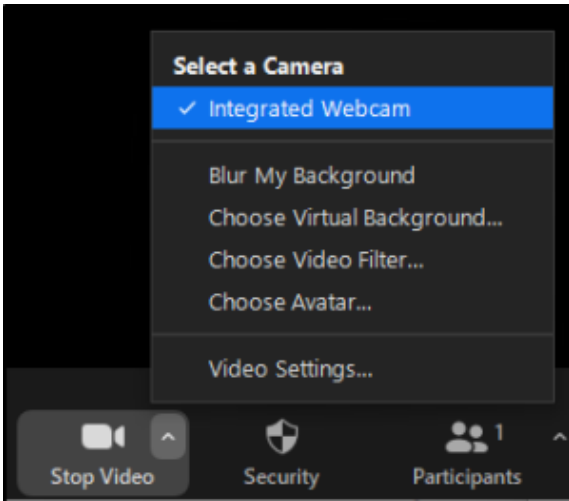 Select a Camera
✓ Integrated Webcam
Blur My Background
Choose Virtual Background...
Choose Video Filter...
Choose Avatar...
Video Settings...
1
Stop Video
Security
Participants